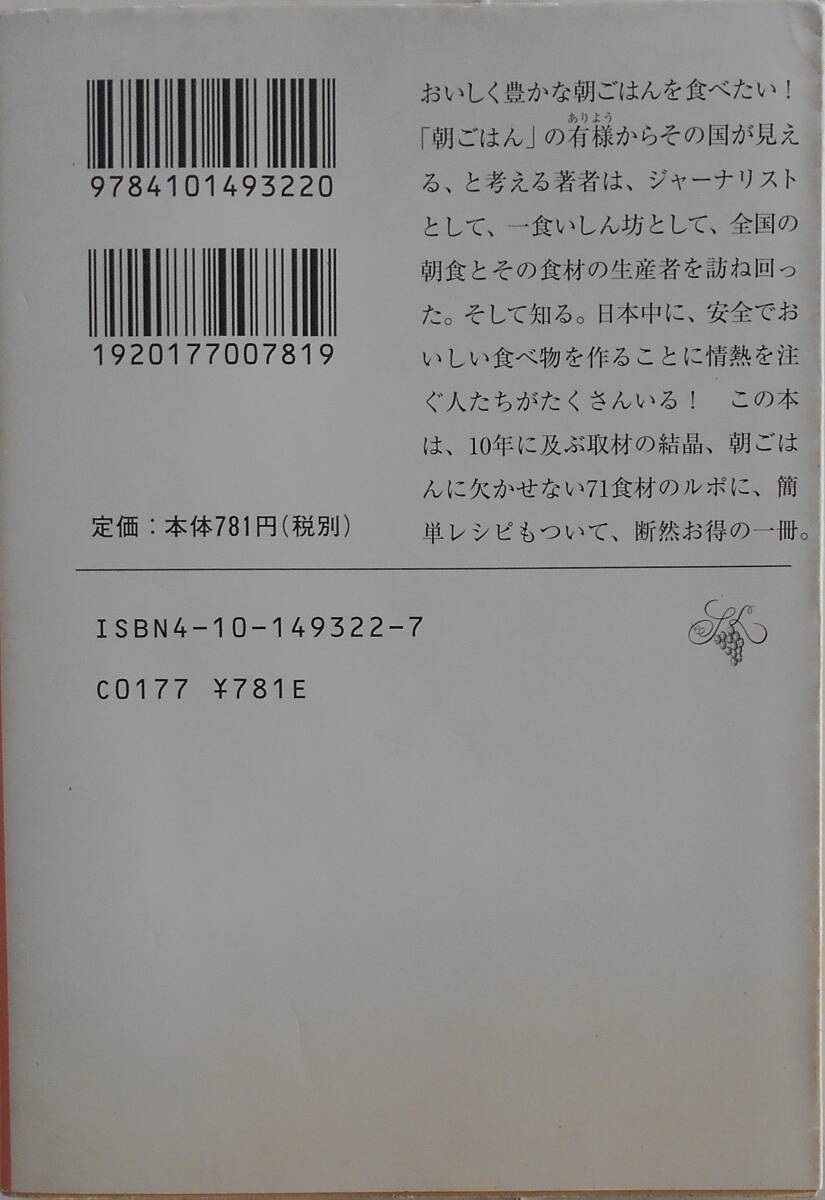 9784101493220
1920177007819
定価：本体781円(税別)
おいしく豊かな朝ごはんを食べたい！
ありよう
「朝ごはん」の有様からその国が見え
る、と考える著者は、ジャーナリスト
として、一食いしん坊として、全国の
朝食とその食材の生産者を訪ね回っ
た。そして知る。日本中に、安全でお
いしい食べ物を作ることに情熱を注
ぐ人たちがたくさんいる！　この本
は、10年に及ぶ取材の結晶、朝ごは
んに欠かせない71食材のルポに、簡
単レシピもついて、断然お得の一冊。
ISBN4-10-149322-7
C0177 ¥781E